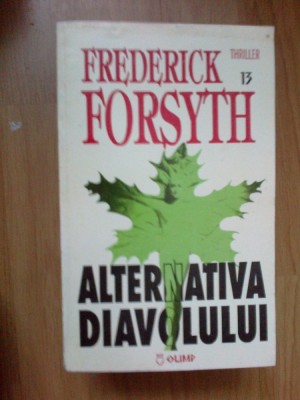 FREDERICK
THRILLER
13
FORSYTH
ALTERNATIVA
DIAVOLULUI
OLIMP